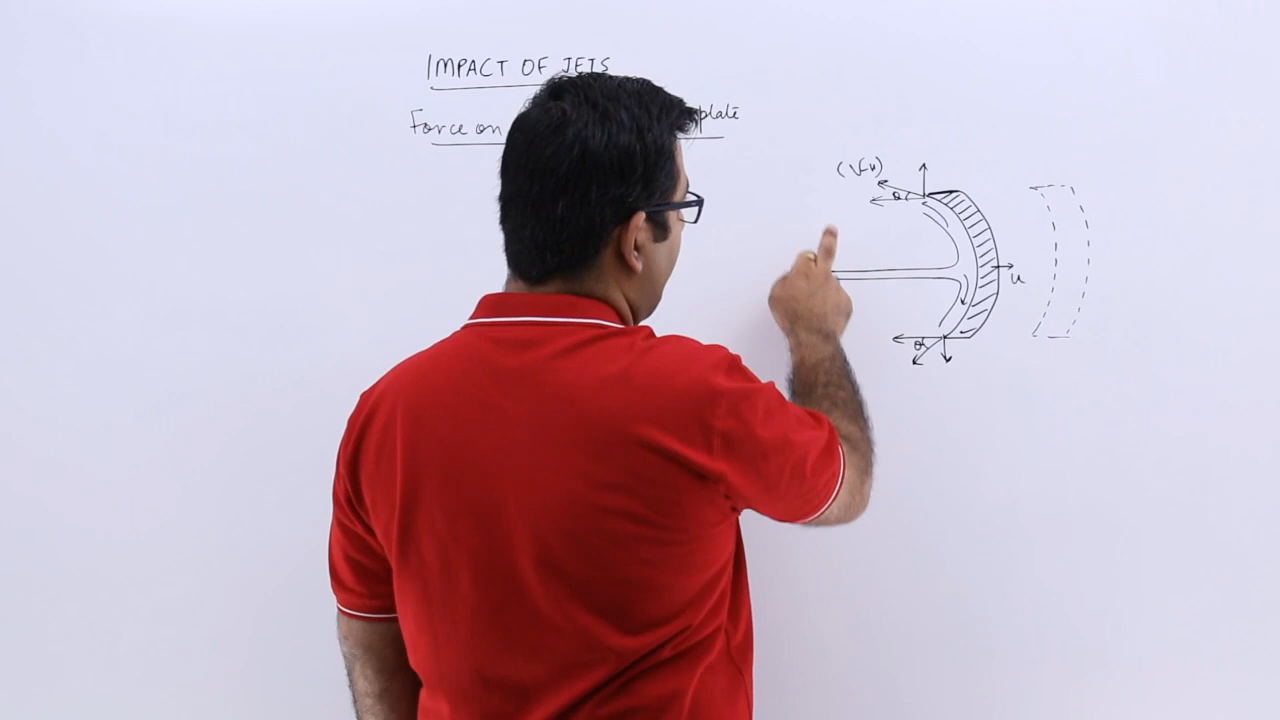 IMPACT OF JETS
Force on plate
(V-u)
θ
u
θ